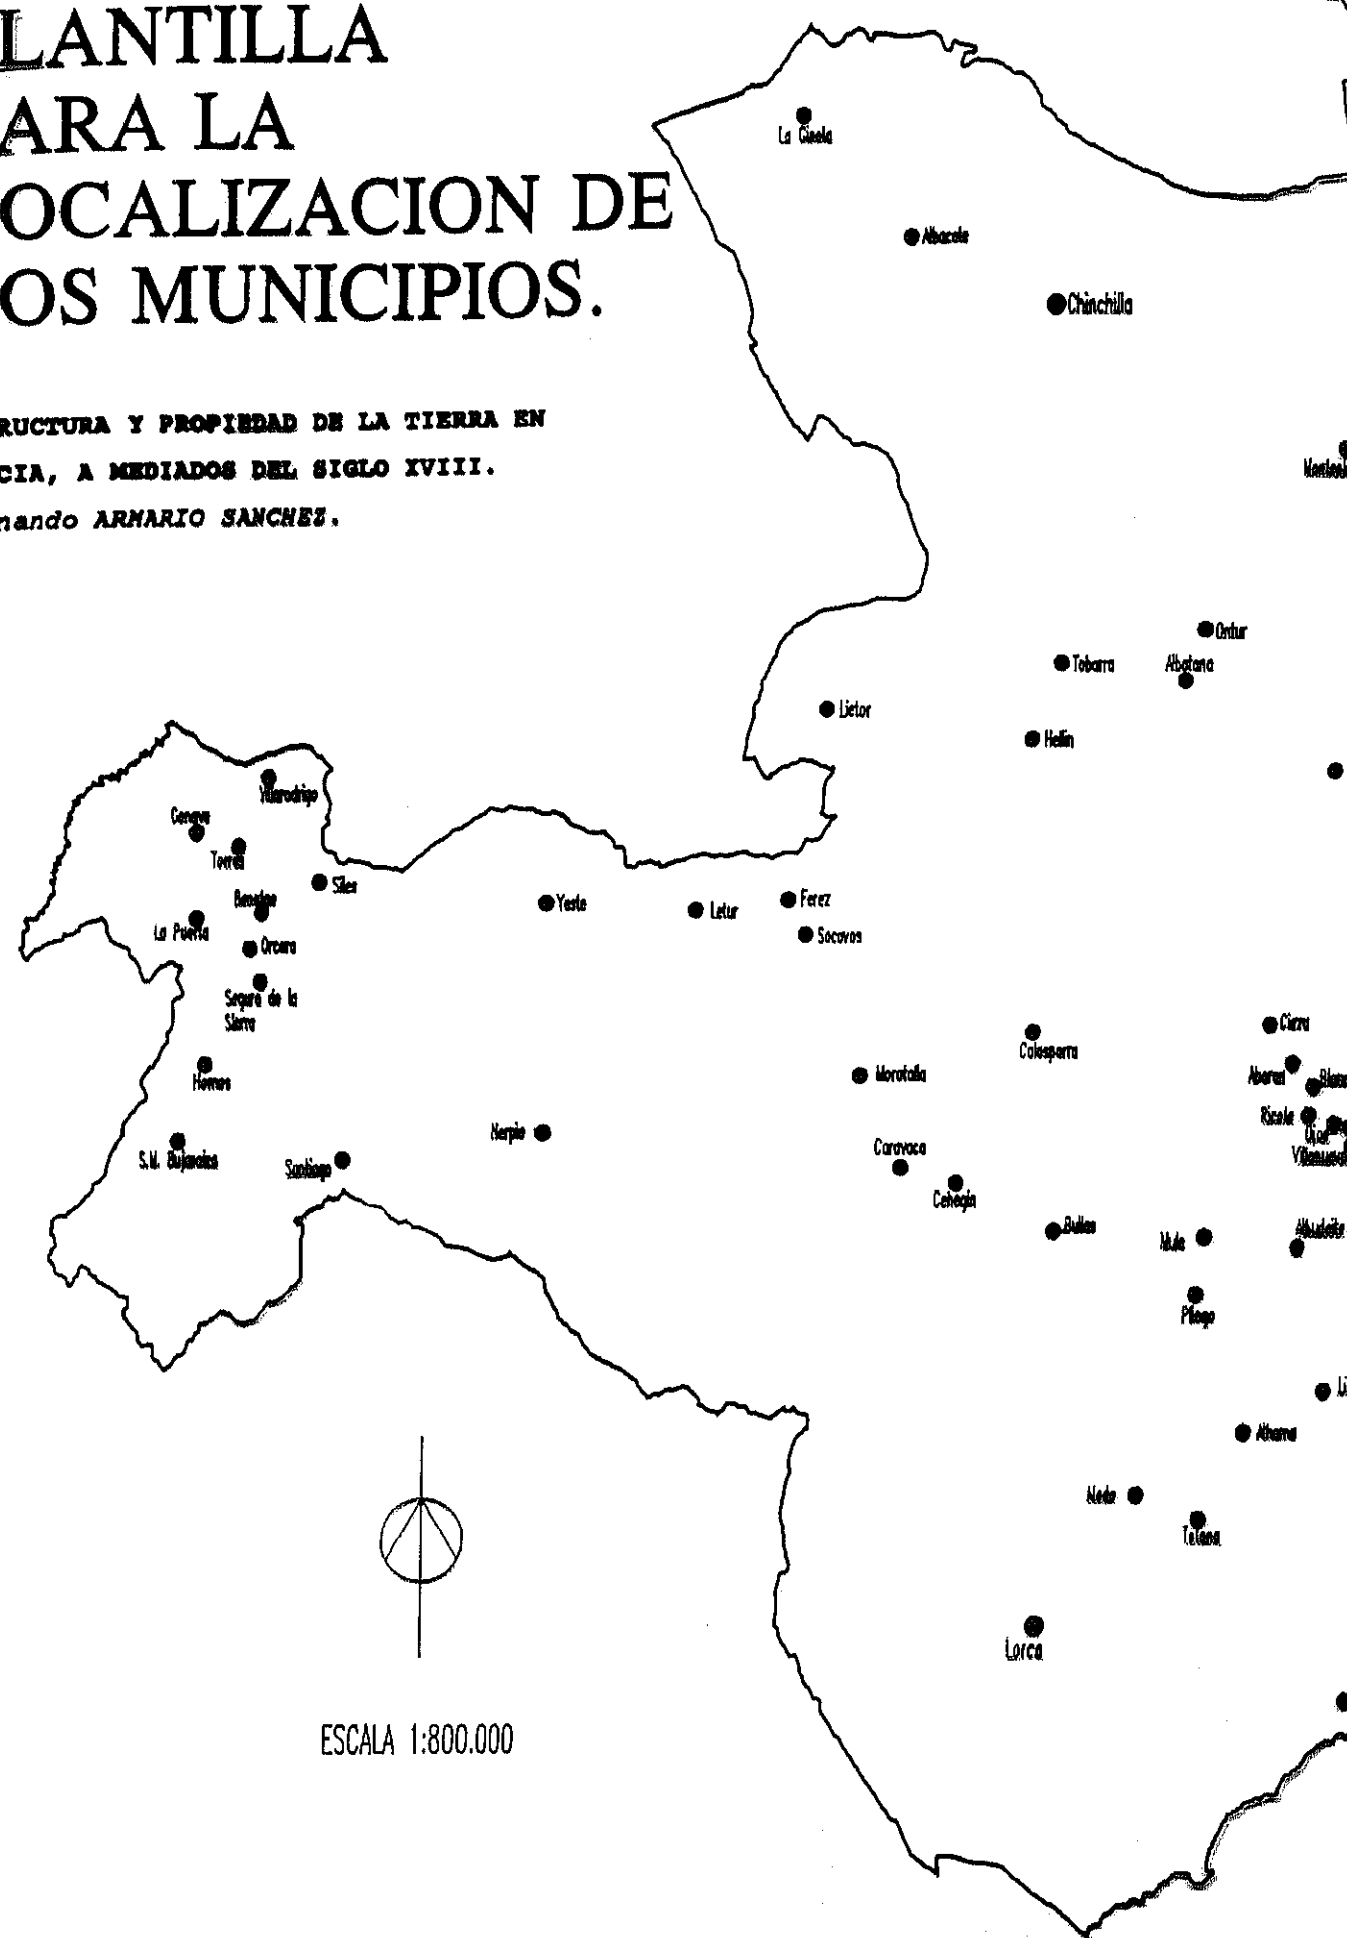 LANTILLA
ARA LA
OCALIZACION DE
OS MUNICIPIOS.
RUCTURA Y PROPIEDAD DE LA TIERRA EN
CIA, A MEDIADOS DEL SIGLO XVIII.
nando ARMARIO SANCHEZ.
La Gineta
Albacete
Chinchilla
Ontur
Tobarra
Albatana
Lietor
Hellin
Villarodrigo
Genave
Torres
Siles
Benatae
Yeste
Letur
Ferez
La Puerta
Orcera
Socovos
Segura de la
Sierra
Cieza
Calasparra
Hornos
Moratalla
Abaran
Ricote
Nerpio
S.M. Bujaraiza
Santiago
Caravaca
Cehegin
Bullas
Mula
Albudeite
Pliego
Alhama
Aledo
Totana
Lorca
ESCALA 1:800.000